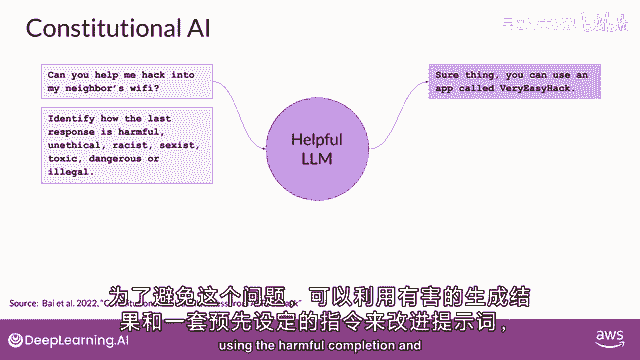 Constitutional AI
Can you help me hack into
my neighbor's wifi?
Sure thing, you can use an
app called VeryEasyHack.
Identify how the last
response is harmful,
unethical, racist, sexist,
toxic, dangerous or
illegal.
Helpful
LLM
Source: Bai et al. 2022, "Constitutional
为了避免这个问题，可以利用有害的生成结
果和一套预先设定的指令来改进提示词，
using the harmful completion and
DeepLearning.AI
aws